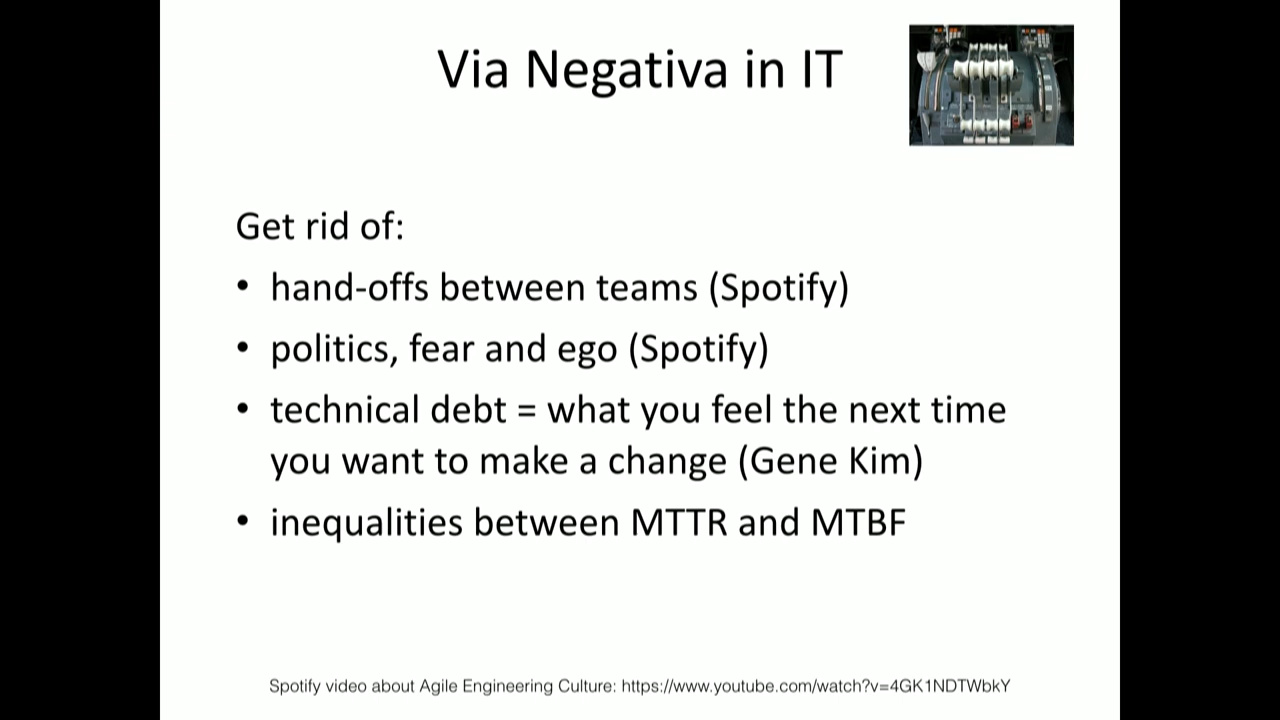 Via Negativa in IT
Get rid of:
• hand-offs between teams (Spotify)
• politics, fear and ego (Spotify)
• technical debt = what you feel the next time
you want to make a change (Gene Kim)
• inequalities between MTTR and MTBF
Spotify video about Agile Engineering Culture: https://www.youtube.com/watch?v=4GK1NDTWbkY